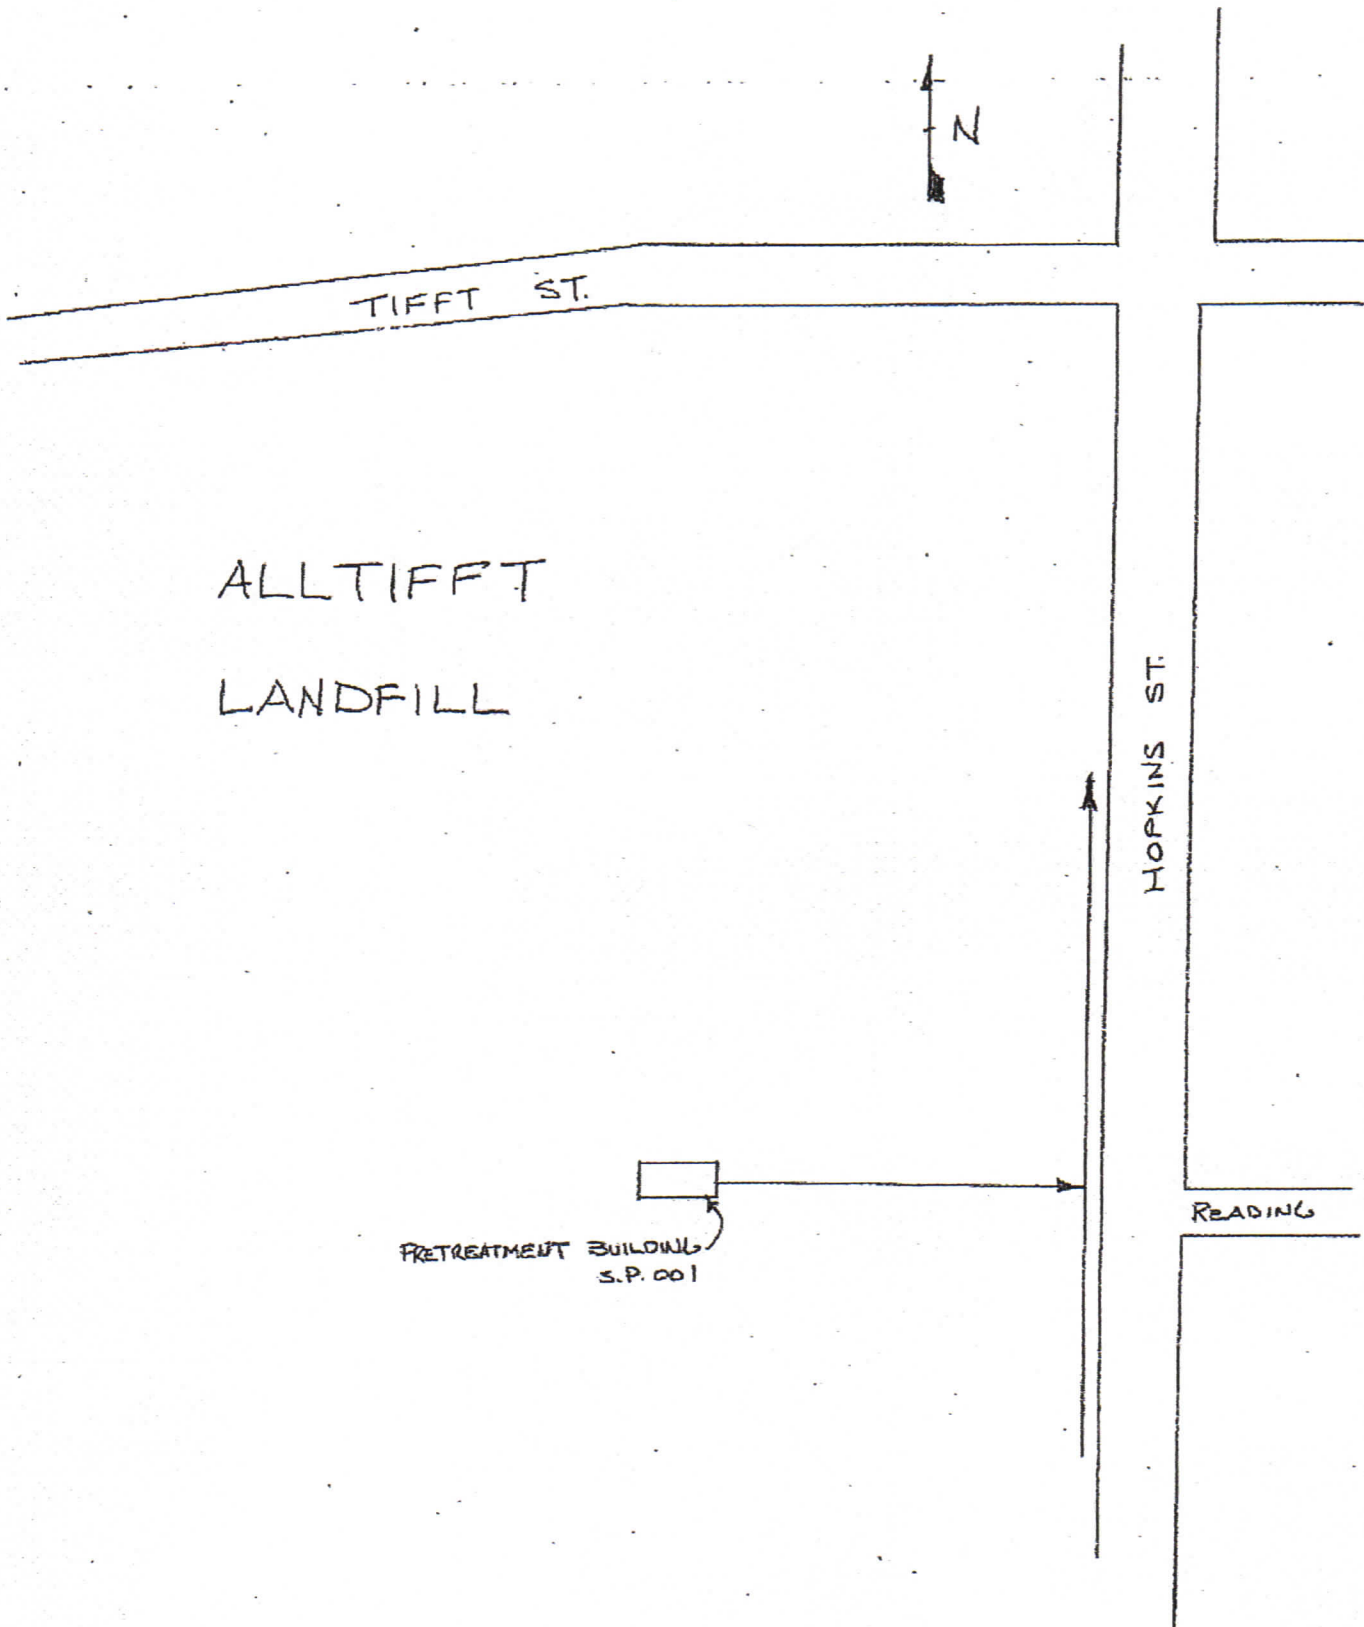 N
TIFFT ST.
ALLTIFFT
LANDFILL
HOPKINS ST.
READING
PRETREATMENT BUILDING
S.P. 001